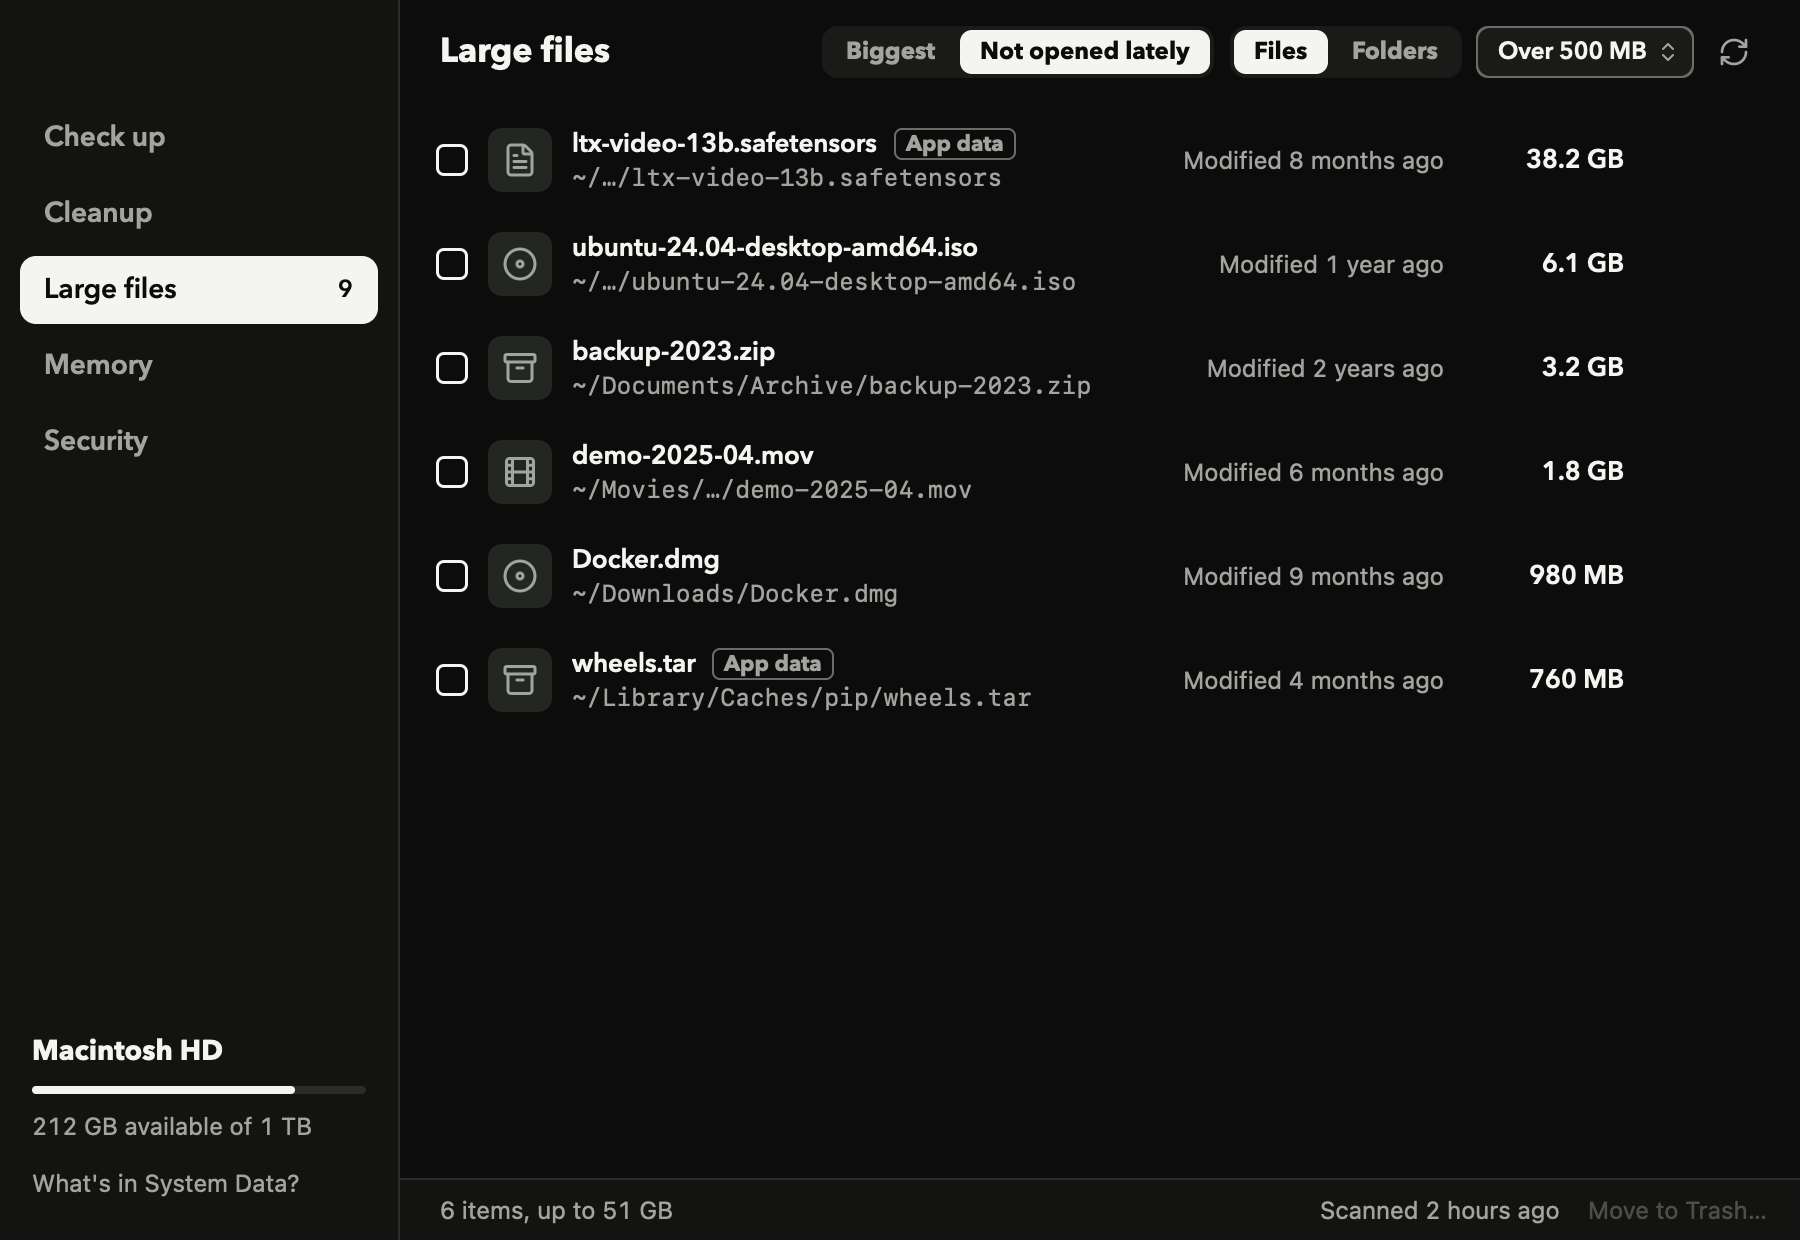 Check up
Cleanup
Large files 9
Memory
Security
Macintosh HD
212 GB available of 1 TB
What's in System Data?
Large files
Biggest Not opened lately Files Folders Over 500 MB
ltx-video-13b.safetensors App data
~/…/ltx-video-13b.safetensors
Modified 8 months ago 38.2 GB
ubuntu-24.04-desktop-amd64.iso
~/…/ubuntu-24.04-desktop-amd64.iso
Modified 1 year ago 6.1 GB
backup-2023.zip
~/Documents/Archive/backup-2023.zip
Modified 2 years ago 3.2 GB
demo-2025-04.mov
~/Movies/…/demo-2025-04.mov
Modified 6 months ago 1.8 GB
Docker.dmg
~/Downloads/Docker.dmg
Modified 9 months ago 980 MB
wheels.tar App data
~/Library/Caches/pip/wheels.tar
Modified 4 months ago 760 MB
6 items, up to 51 GB
Scanned 2 hours ago Move to Trash…